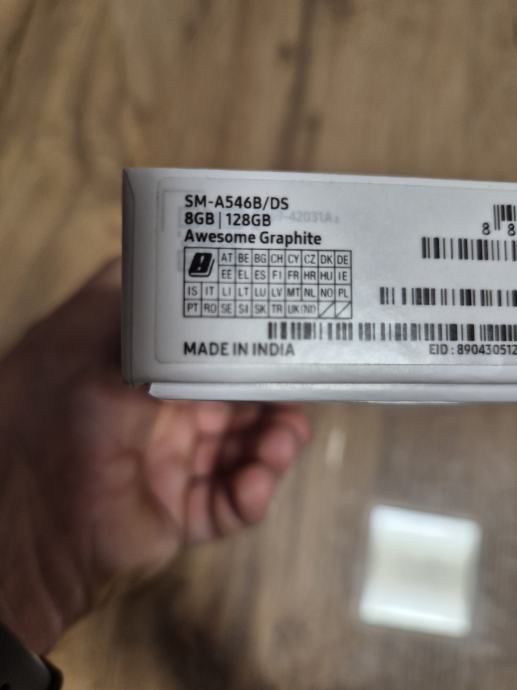 SM-A546B/DS
8GB | 128GB
Awesome Graphite
AT BE BG CH CY CZ DK DE
EE EL ES FI FR HR HU IE
IS IT LI LT LU LV MT NL NO PL
PT RO SE SI SK TR UK(NI)
MADE IN INDIA
EID : 890430512
8 8